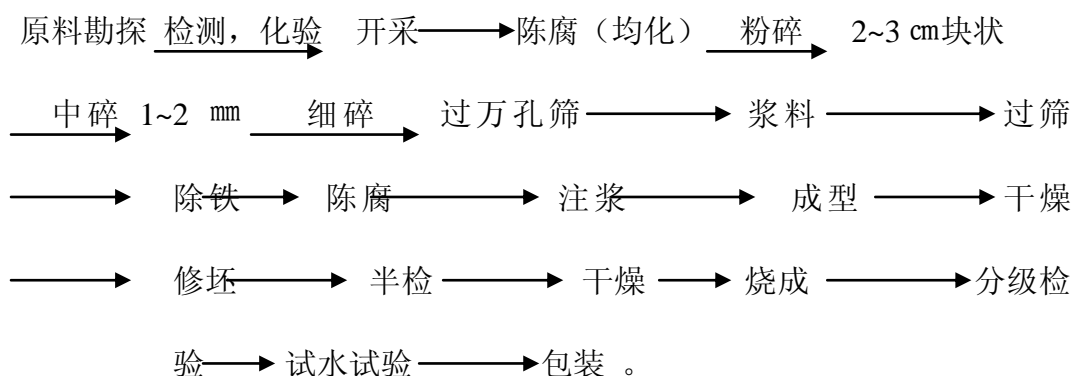 原料勘探 检测，化验 开采 陈腐（均化） 粉碎 2~3 ㎝块状
中碎 1~2 ㎜ 细碎 过万孔筛 浆料 过筛
除铁 陈腐 注浆 成型 干燥
修坯 半检 干燥 烧成 分级检
验 试水试验 包装 。